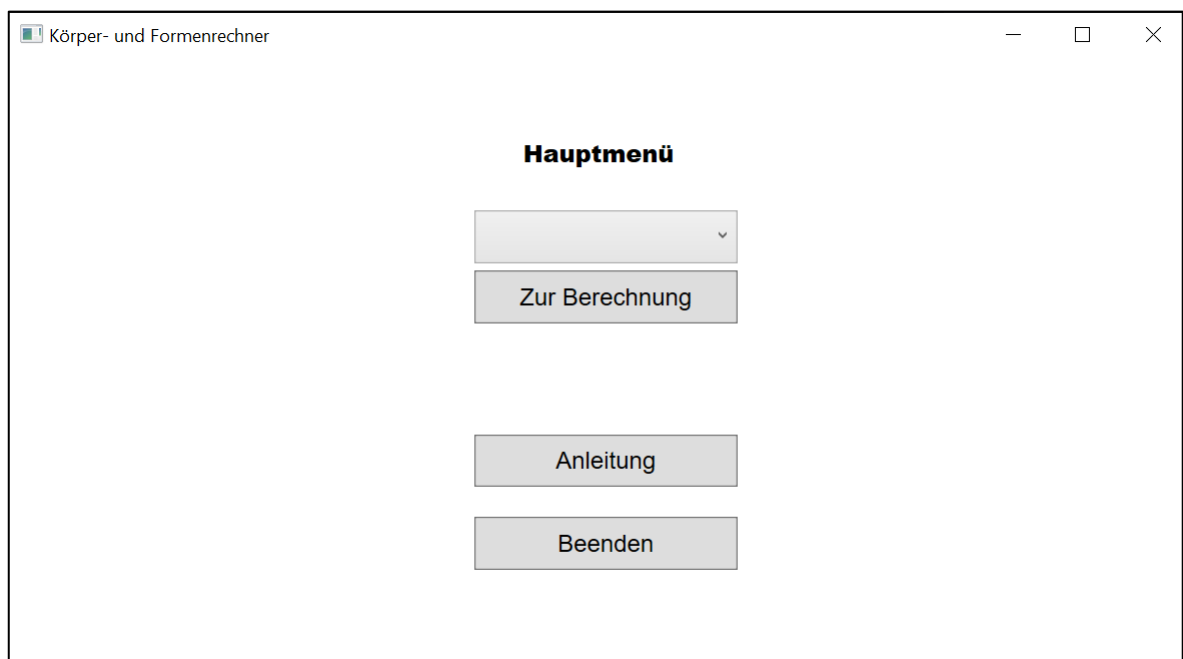 Körper- und Formenrechner
Hauptmenü
Zur Berechnung
Anleitung
Beenden